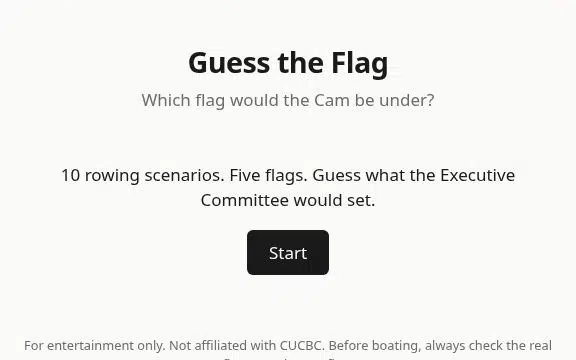 Guess the Flag
Which flag would the Cam be under?
10 rowing scenarios. Five flags. Guess what the Executive
Committee would set.
Start
For entertainment only. Not affiliated with CUCBC. Before boating, always check the real